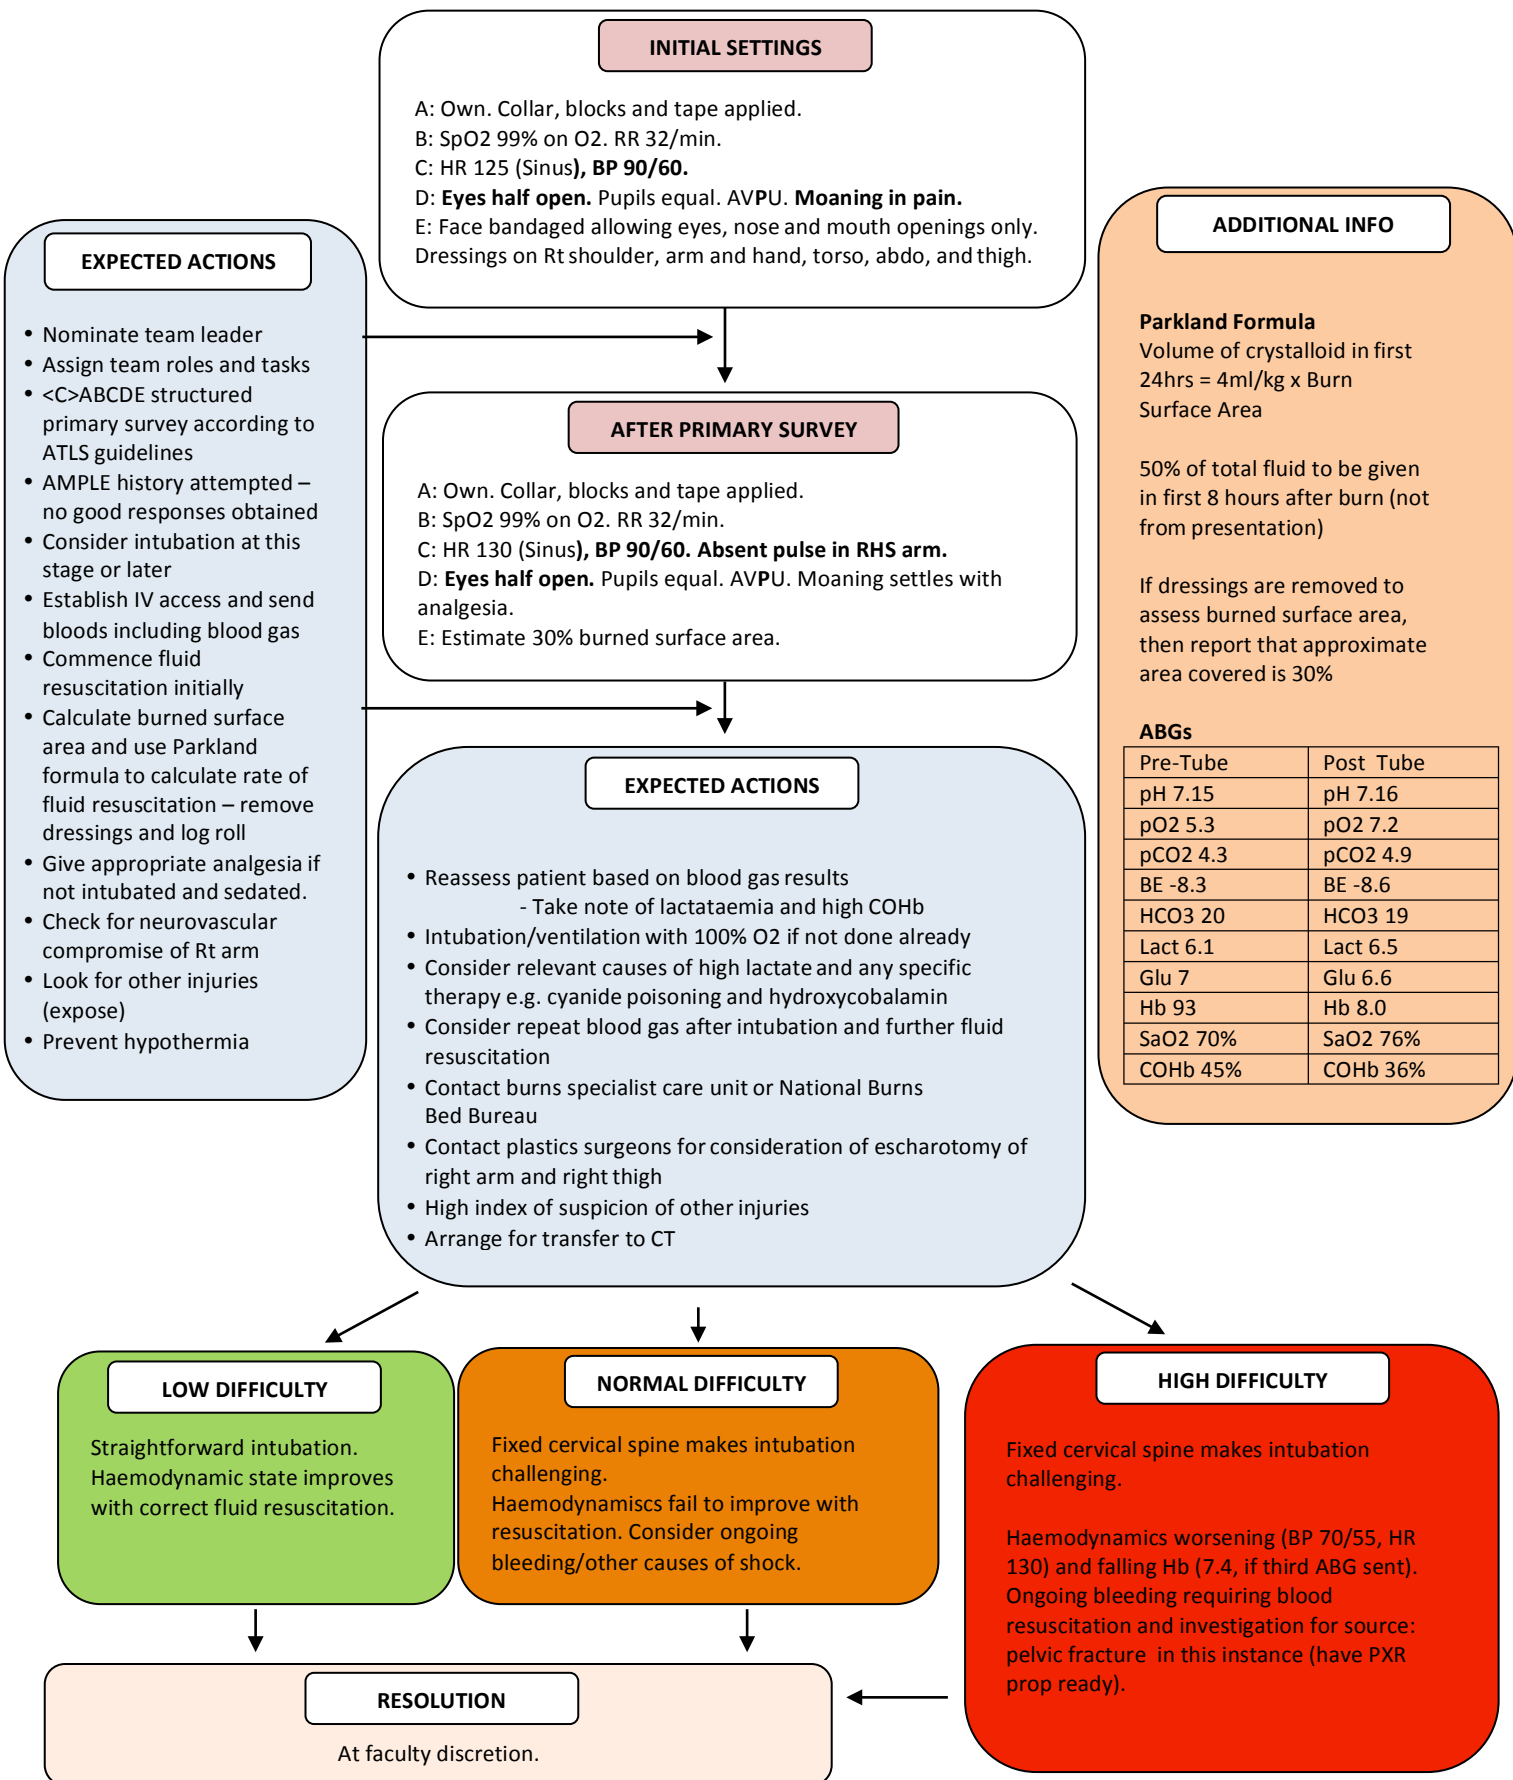 INITIAL SETTINGS
A: Own. Collar, blocks and tape applied.
B: SpO2 99% on O2. RR 32/min.
C: HR 125 (Sinus), BP 90/60.
D: Eyes half open. Pupils equal. AVPU. Moaning in pain.
E: Face bandaged allowing eyes, nose and mouth openings only.
Dressings on Rt shoulder, arm and hand, torso, abdo, and thigh.
EXPECTED ACTIONS
• Nominate team leader
• Assign team roles and tasks
• <C>ABCDE structured
primary survey according to
ATLS guidelines
• AMPLE history attempted –
no good responses obtained
• Consider intubation at this
stage or later
• Establish IV access and send
bloods including blood gas
• Commence fluid
resuscitation initially
• Calculate burned surface
area and use Parkland
formula to calculate rate of
fluid resuscitation – remove
dressings and log roll
• Give appropriate analgesia if
not intubated and sedated.
• Check for neurovascular
compromise of Rt arm
• Look for other injuries
(expose)
• Prevent hypothermia
AFTER PRIMARY SURVEY
A: Own. Collar, blocks and tape applied.
B: SpO2 99% on O2. RR 32/min.
C: HR 130 (Sinus), BP 90/60. Absent pulse in RHS arm.
D: Eyes half open. Pupils equal. AVPU. Moaning settles with
analgesia.
E: Estimate 30% burned surface area.
ADDITIONAL INFO
Parkland Formula
Volume of crystalloid in first
24hrs = 4ml/kg x Burn
Surface Area
50% of total fluid to be given
in first 8 hours after burn (not
from presentation)
If dressings are removed to
assess burned surface area,
then report that approximate
area covered is 30%
ABGs
Pre-Tube Post Tube
pH 7.15 pH 7.16
pO2 5.3 pO2 7.2
pCO2 4.3 pCO2 4.9
BE -8.3 BE -8.6
HCO3 20 HCO3 19
Lact 6.1 Lact 6.5
Glu 7 Glu 6.6
Hb 93 Hb 8.0
SaO2 70% SaO2 76%
COHb 45% COHb 36%
EXPECTED ACTIONS
• Reassess patient based on blood gas results
- Take note of lactataemia and high COHb
• Intubation/ventilation with 100% O2 if not done already
• Consider relevant causes of high lactate and any specific
therapy e.g. cyanide poisoning and hydroxycobalamin
• Consider repeat blood gas after intubation and further fluid
resuscitation
• Contact burns specialist care unit or National Burns
Bed Bureau
• Contact plastics surgeons for consideration of escharotomy of
right arm and right thigh
• High index of suspicion of other injuries
• Arrange for transfer to CT
LOW DIFFICULTY
Straightforward intubation.
Haemodynamic state improves
with correct fluid resuscitation.
NORMAL DIFFICULTY
Fixed cervical spine makes intubation
challenging.
Haemodynamiscs fail to improve with
resuscitation. Consider ongoing
bleeding/other causes of shock.
HIGH DIFFICULTY
Fixed cervical spine makes intubation
challenging.
Haemodynamics worsening (BP 70/55, HR
130) and falling Hb (7.4, if third ABG sent).
Ongoing bleeding requiring blood
resuscitation and investigation for source:
pelvic fracture in this instance (have PXR
prop ready).
RESOLUTION
At faculty discretion.